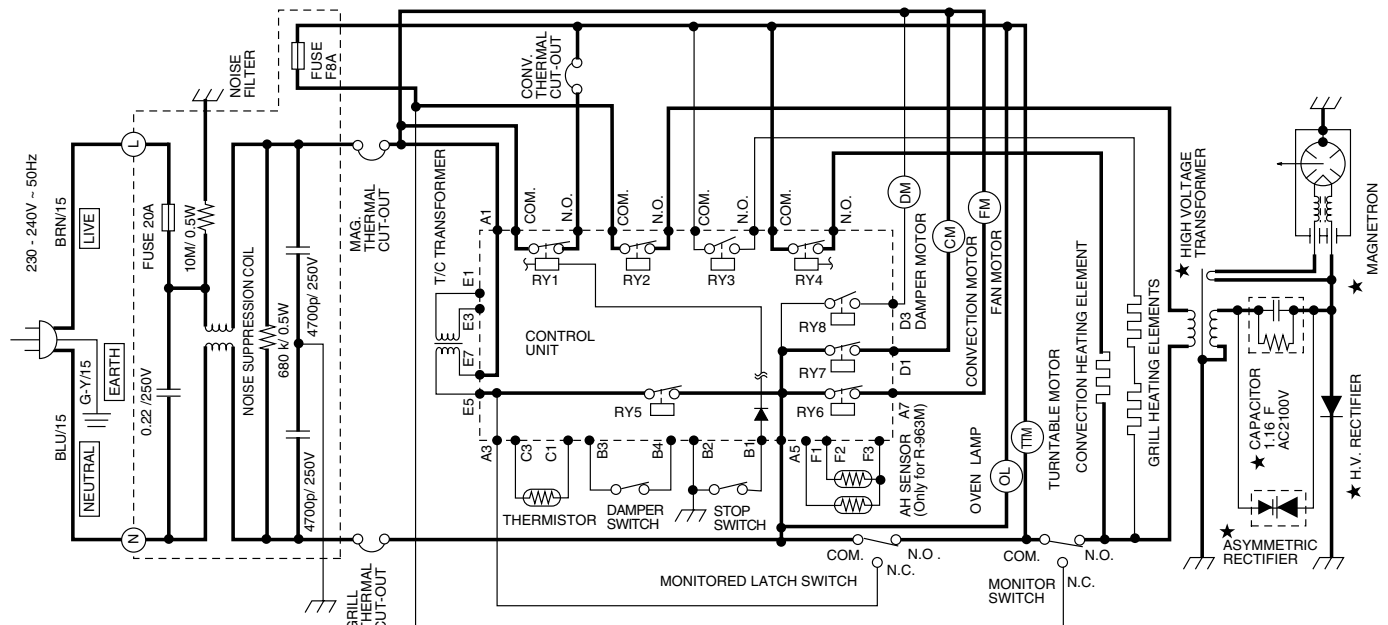 230 - 240V ~ 50Hz
BRN/15
LIVE
G-Y/15
EARTH
BLU/15
NEUTRAL
L
N
NOISE
FILTER
FUSE 20A
10M/ 0.5W
0.22 /250V
NOISE SUPPRESSION COIL
680 k/ 0.5W
4700p/ 250V
4700p/ 250V
FUSE
F8A
MAG.
THERMAL
CUT-OUT
GRILL
THERMAL
CUT-OUT
T/C TRANSFORMER
CONV.
THERMAL
CUT-OUT
A1
COM.
N.O.
COM.
N.O.
COM.
N.O.
COM.
N.O.
RY1
RY2
RY3
RY4
E1
E3
E7
E5
CONTROL
UNIT
RY8
RY7
RY5
RY6
D3
D1
A7
A3
C3
C1
B3
B4
B2
B1
A5
F1
F2
F3
THERMISTOR
DAMPER
SWITCH
STOP
SWITCH
AH SENSOR
(Only for R-963M)
DM
CM
FM
DAMPER MOTOR
CONVECTION MOTOR
FAN MOTOR
OVEN LAMP
OL
TTM
TURNTABLE MOTOR
CONVECTION HEATING ELEMENT
GRILL HEATING ELEMENTS
COM.
N.O .
N.C.
MONITORED LATCH SWITCH
COM.
N.O.
N.C.
MONITOR
SWITCH
★ HIGH VOLTAGE
TRANSFORMER
★ MAGNETRON
★ CAPACITOR
1.16 F
AC2100V
★ H.V. RECTIFIER
★ ASYMMETRIC
RECTIFIER